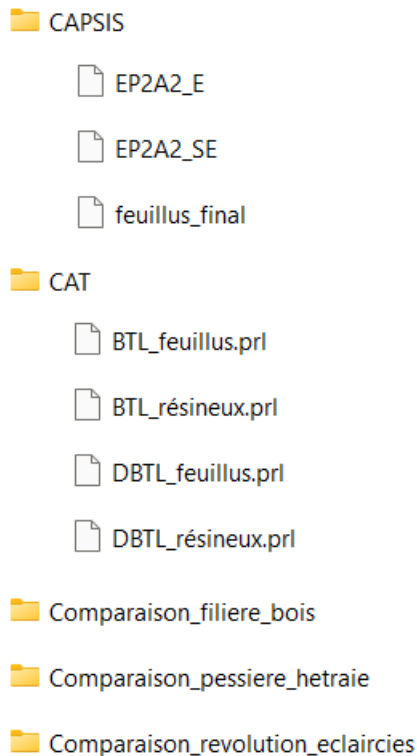 CAPSIS
EP2A2_E
EP2A2_SE
feuillus_final
CAT
BTL_feuillus.prl
BTL_résineux.prl
DBTL_feuillus.prl
DBTL_résineux.prl
Comparaison_filiere_bois
Comparaison_pessiere_hetraie
Comparaison_revolution_eclaircies